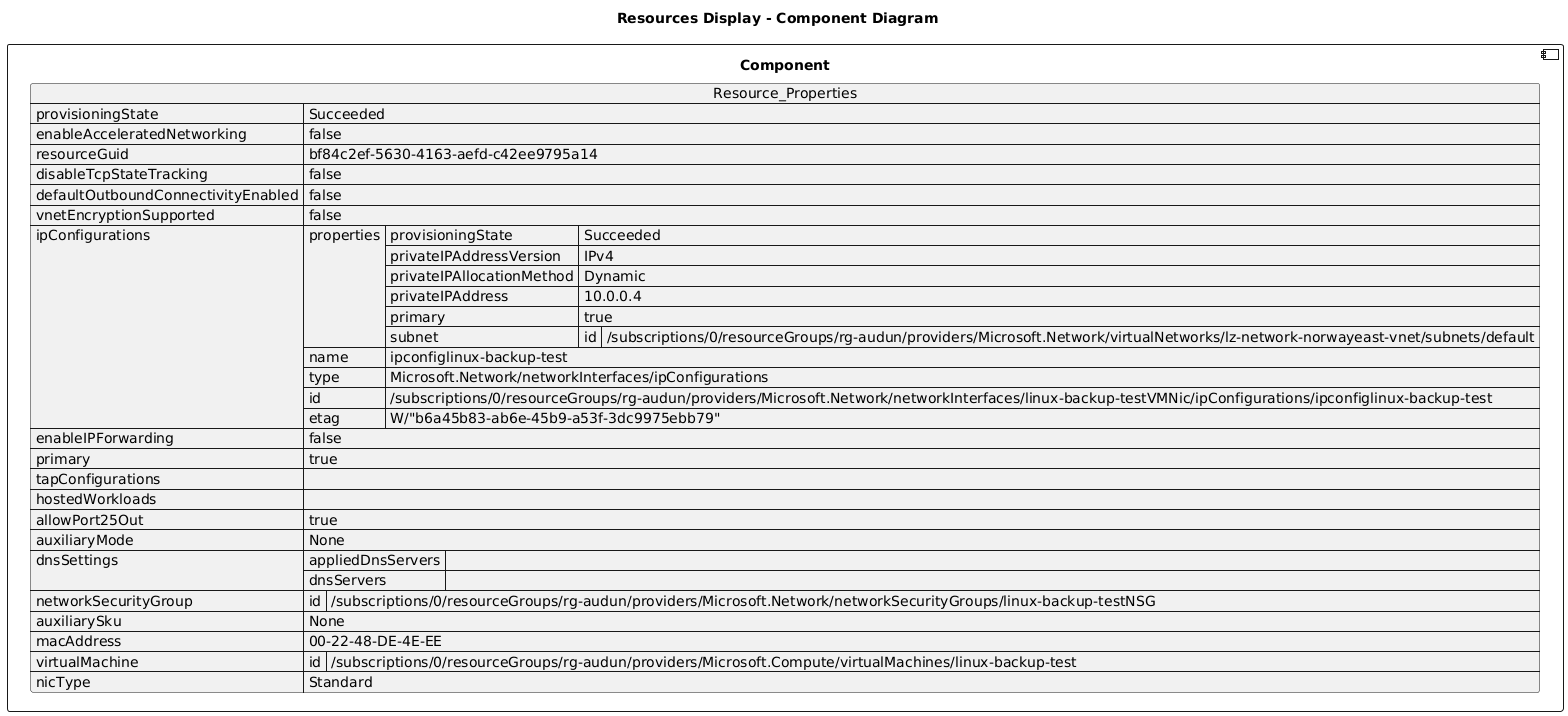 Resources Display - Component Diagram
Component
Resource_Properties
provisioningState Succeeded
enableAcceleratedNetworking false
resourceGuid bf84c2ef-5630-4163-aefd-c42ee9795a14
disableTcpStateTracking false
defaultOutboundConnectivityEnabled false
vnetEncryptionSupported false
ipConfigurations properties provisioningState Succeeded
privateIPAddressVersion IPv4
privateIPAllocationMethod Dynamic
privateIPAddress 10.0.0.4
primary true
subnet id /subscriptions/0/resourceGroups/rg-audun/providers/Microsoft.Network/virtualNetworks/lz-network-norwayeast-vnet/subnets/default
name ipconfiglinux-backup-test
type Microsoft.Network/networkInterfaces/ipConfigurations
id /subscriptions/0/resourceGroups/rg-audun/providers/Microsoft.Network/networkInterfaces/linux-backup-testVMNic/ipConfigurations/ipconfiglinux-backup-test
etag W/"b6a45b83-ab6e-45b9-a53f-3dc9975ebb79"
enableIPForwarding false
primary true
tapConfigurations
hostedWorkloads
allowPort25Out true
auxiliaryMode None
dnsSettings appliedDnsServers
dnsServers
networkSecurityGroup id /subscriptions/0/resourceGroups/rg-audun/providers/Microsoft.Network/networkSecurityGroups/linux-backup-testNSG
auxiliarySku None
macAddress 00-22-48-DE-4E-EE
virtualMachine id /subscriptions/0/resourceGroups/rg-audun/providers/Microsoft.Compute/virtualMachines/linux-backup-test
nicType Standard